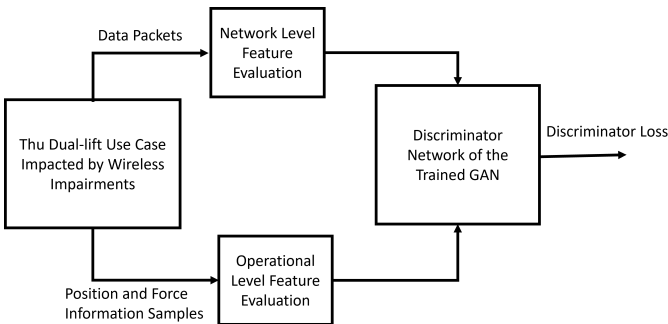 Data Packets
Network Level
Feature
Evaluation
Thu Dual-lift Use Case
Impacted by Wireless
Impairments
Discriminator
Network of the
Trained GAN
Discriminator Loss
Operational
Level Feature
Evaluation
Position and Force
Information Samples